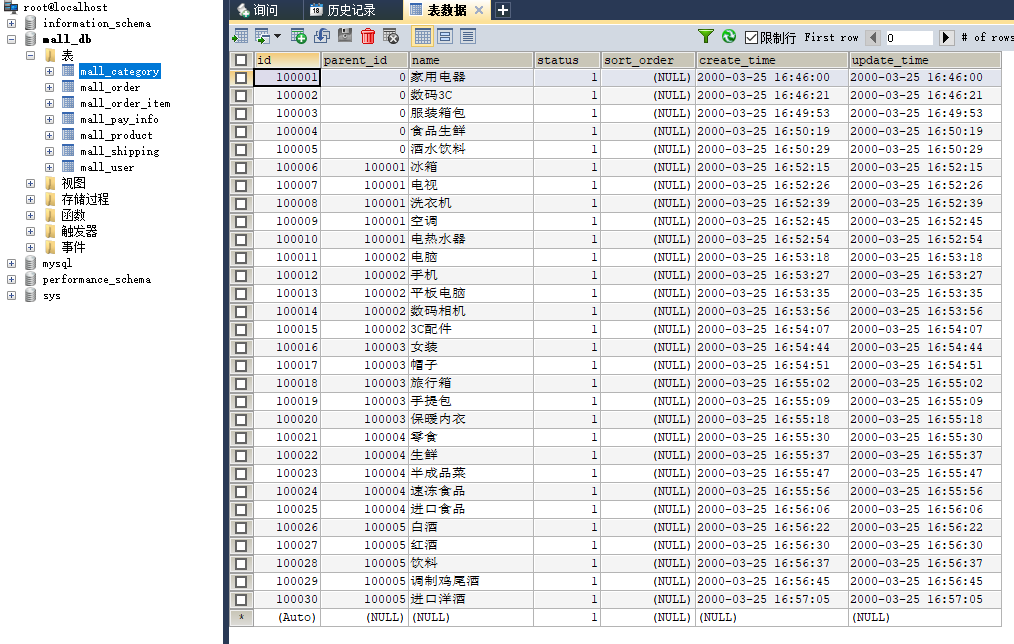 root@localhost
information_schema
mall_db
表
mall_category
mall_order
mall_order_item
mall_pay_info
mall_product
mall_shipping
mall_user
视图
存储过程
函数
触发器
事件
mysql
performance_schema
sys
询问 18 历史记录 表数据
限制行 First row 0 # of rows
id parent_id name status sort_order create_time update_time
100001 0 家用电器 1 (NULL) 2000-03-25 16:46:00 2000-03-25 16:46:00
100002 0 数码3C 1 (NULL) 2000-03-25 16:46:21 2000-03-25 16:46:21
100003 0 服装箱包 1 (NULL) 2000-03-25 16:49:53 2000-03-25 16:49:53
100004 0 食品生鲜 1 (NULL) 2000-03-25 16:50:19 2000-03-25 16:50:19
100005 0 酒水饮料 1 (NULL) 2000-03-25 16:50:29 2000-03-25 16:50:29
100006 100001 冰箱 1 (NULL) 2000-03-25 16:52:15 2000-03-25 16:52:15
100007 100001 电视 1 (NULL) 2000-03-25 16:52:26 2000-03-25 16:52:26
100008 100001 洗衣机 1 (NULL) 2000-03-25 16:52:39 2000-03-25 16:52:39
100009 100001 空调 1 (NULL) 2000-03-25 16:52:45 2000-03-25 16:52:45
100010 100001 电热水器 1 (NULL) 2000-03-25 16:52:54 2000-03-25 16:52:54
100011 100002 电脑 1 (NULL) 2000-03-25 16:53:18 2000-03-25 16:53:18
100012 100002 手机 1 (NULL) 2000-03-25 16:53:27 2000-03-25 16:53:27
100013 100002 平板电脑 1 (NULL) 2000-03-25 16:53:35 2000-03-25 16:53:35
100014 100002 数码相机 1 (NULL) 2000-03-25 16:53:56 2000-03-25 16:53:56
100015 100002 3C配件 1 (NULL) 2000-03-25 16:54:07 2000-03-25 16:54:07
100016 100003 女装 1 (NULL) 2000-03-25 16:54:44 2000-03-25 16:54:44
100017 100003 帽子 1 (NULL) 2000-03-25 16:54:51 2000-03-25 16:54:51
100018 100003 旅行箱 1 (NULL) 2000-03-25 16:55:02 2000-03-25 16:55:02
100019 100003 手提包 1 (NULL) 2000-03-25 16:55:09 2000-03-25 16:55:09
100020 100003 保暖内衣 1 (NULL) 2000-03-25 16:55:18 2000-03-25 16:55:18
100021 100004 零食 1 (NULL) 2000-03-25 16:55:30 2000-03-25 16:55:30
100022 100004 生鲜 1 (NULL) 2000-03-25 16:55:37 2000-03-25 16:55:37
100023 100004 半成品菜 1 (NULL) 2000-03-25 16:55:47 2000-03-25 16:55:47
100024 100004 速冻食品 1 (NULL) 2000-03-25 16:55:56 2000-03-25 16:55:56
100025 100004 进口食品 1 (NULL) 2000-03-25 16:56:06 2000-03-25 16:56:06
100026 100005 白酒 1 (NULL) 2000-03-25 16:56:22 2000-03-25 16:56:22
100027 100005 红酒 1 (NULL) 2000-03-25 16:56:30 2000-03-25 16:56:30
100028 100005 饮料 1 (NULL) 2000-03-25 16:56:37 2000-03-25 16:56:37
100029 100005 调制鸡尾酒 1 (NULL) 2000-03-25 16:56:45 2000-03-25 16:56:45
100030 100005 进口洋酒 1 (NULL) 2000-03-25 16:57:05 2000-03-25 16:57:05
* (Auto) (NULL) (NULL) 1 (NULL) (NULL) (NULL)